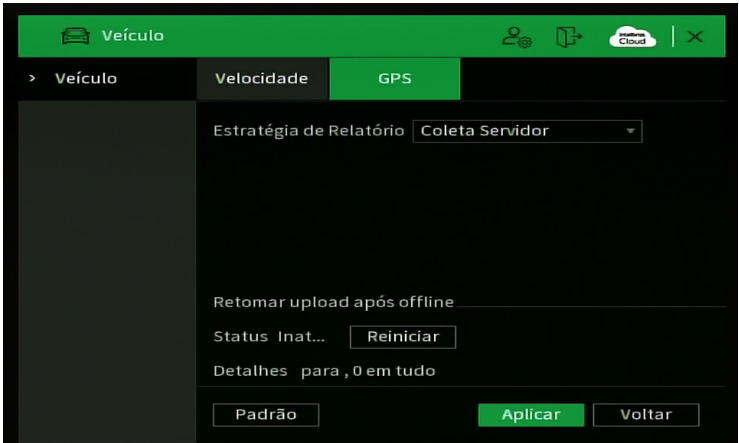 Veículo
intelbras Cloud
> Veículo
Velocidade
GPS
Estratégia de Relatório
Coleta Servidor
Retomar upload após offline
Status Inat...
Reiniciar
Detalhes para , 0 em tudo
Padrão
Aplicar
Voltar